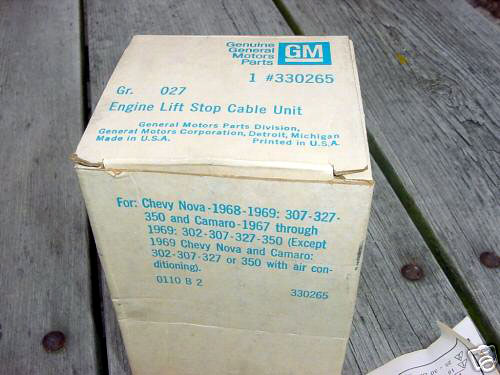 Genuine
General
Motors
Parts
GM
1 #330265
Gr. 027
Engine Lift Stop Cable Unit
General Motors Parts Division,
General Motors Corporation, Detroit, Michigan
Made in U.S.A. Printed in U.S.A.
For: Chevy Nova-1968-1969: 307-327-
350 and Camaro-1967 through
1969: 302-307-327-350 (Except
1969 Chevy Nova and Camaro:
302-307-327 or 350 with air con-
ditioning).
0110 B 2 330265